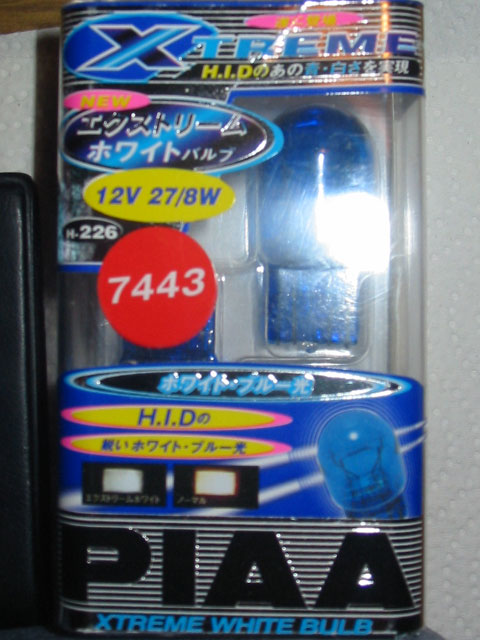 XTREME
H.I.Dのあの青・白さを実現
NEW
エクストリーム
ホワイトバルブ
12V 27/8W
H-226
7443
ホワイト・ブルー光
H.I.Dの
鋭いホワイト・ブルー光
エクストリームホワイト
ノーマル
PIAA
XTREME WHITE BULB